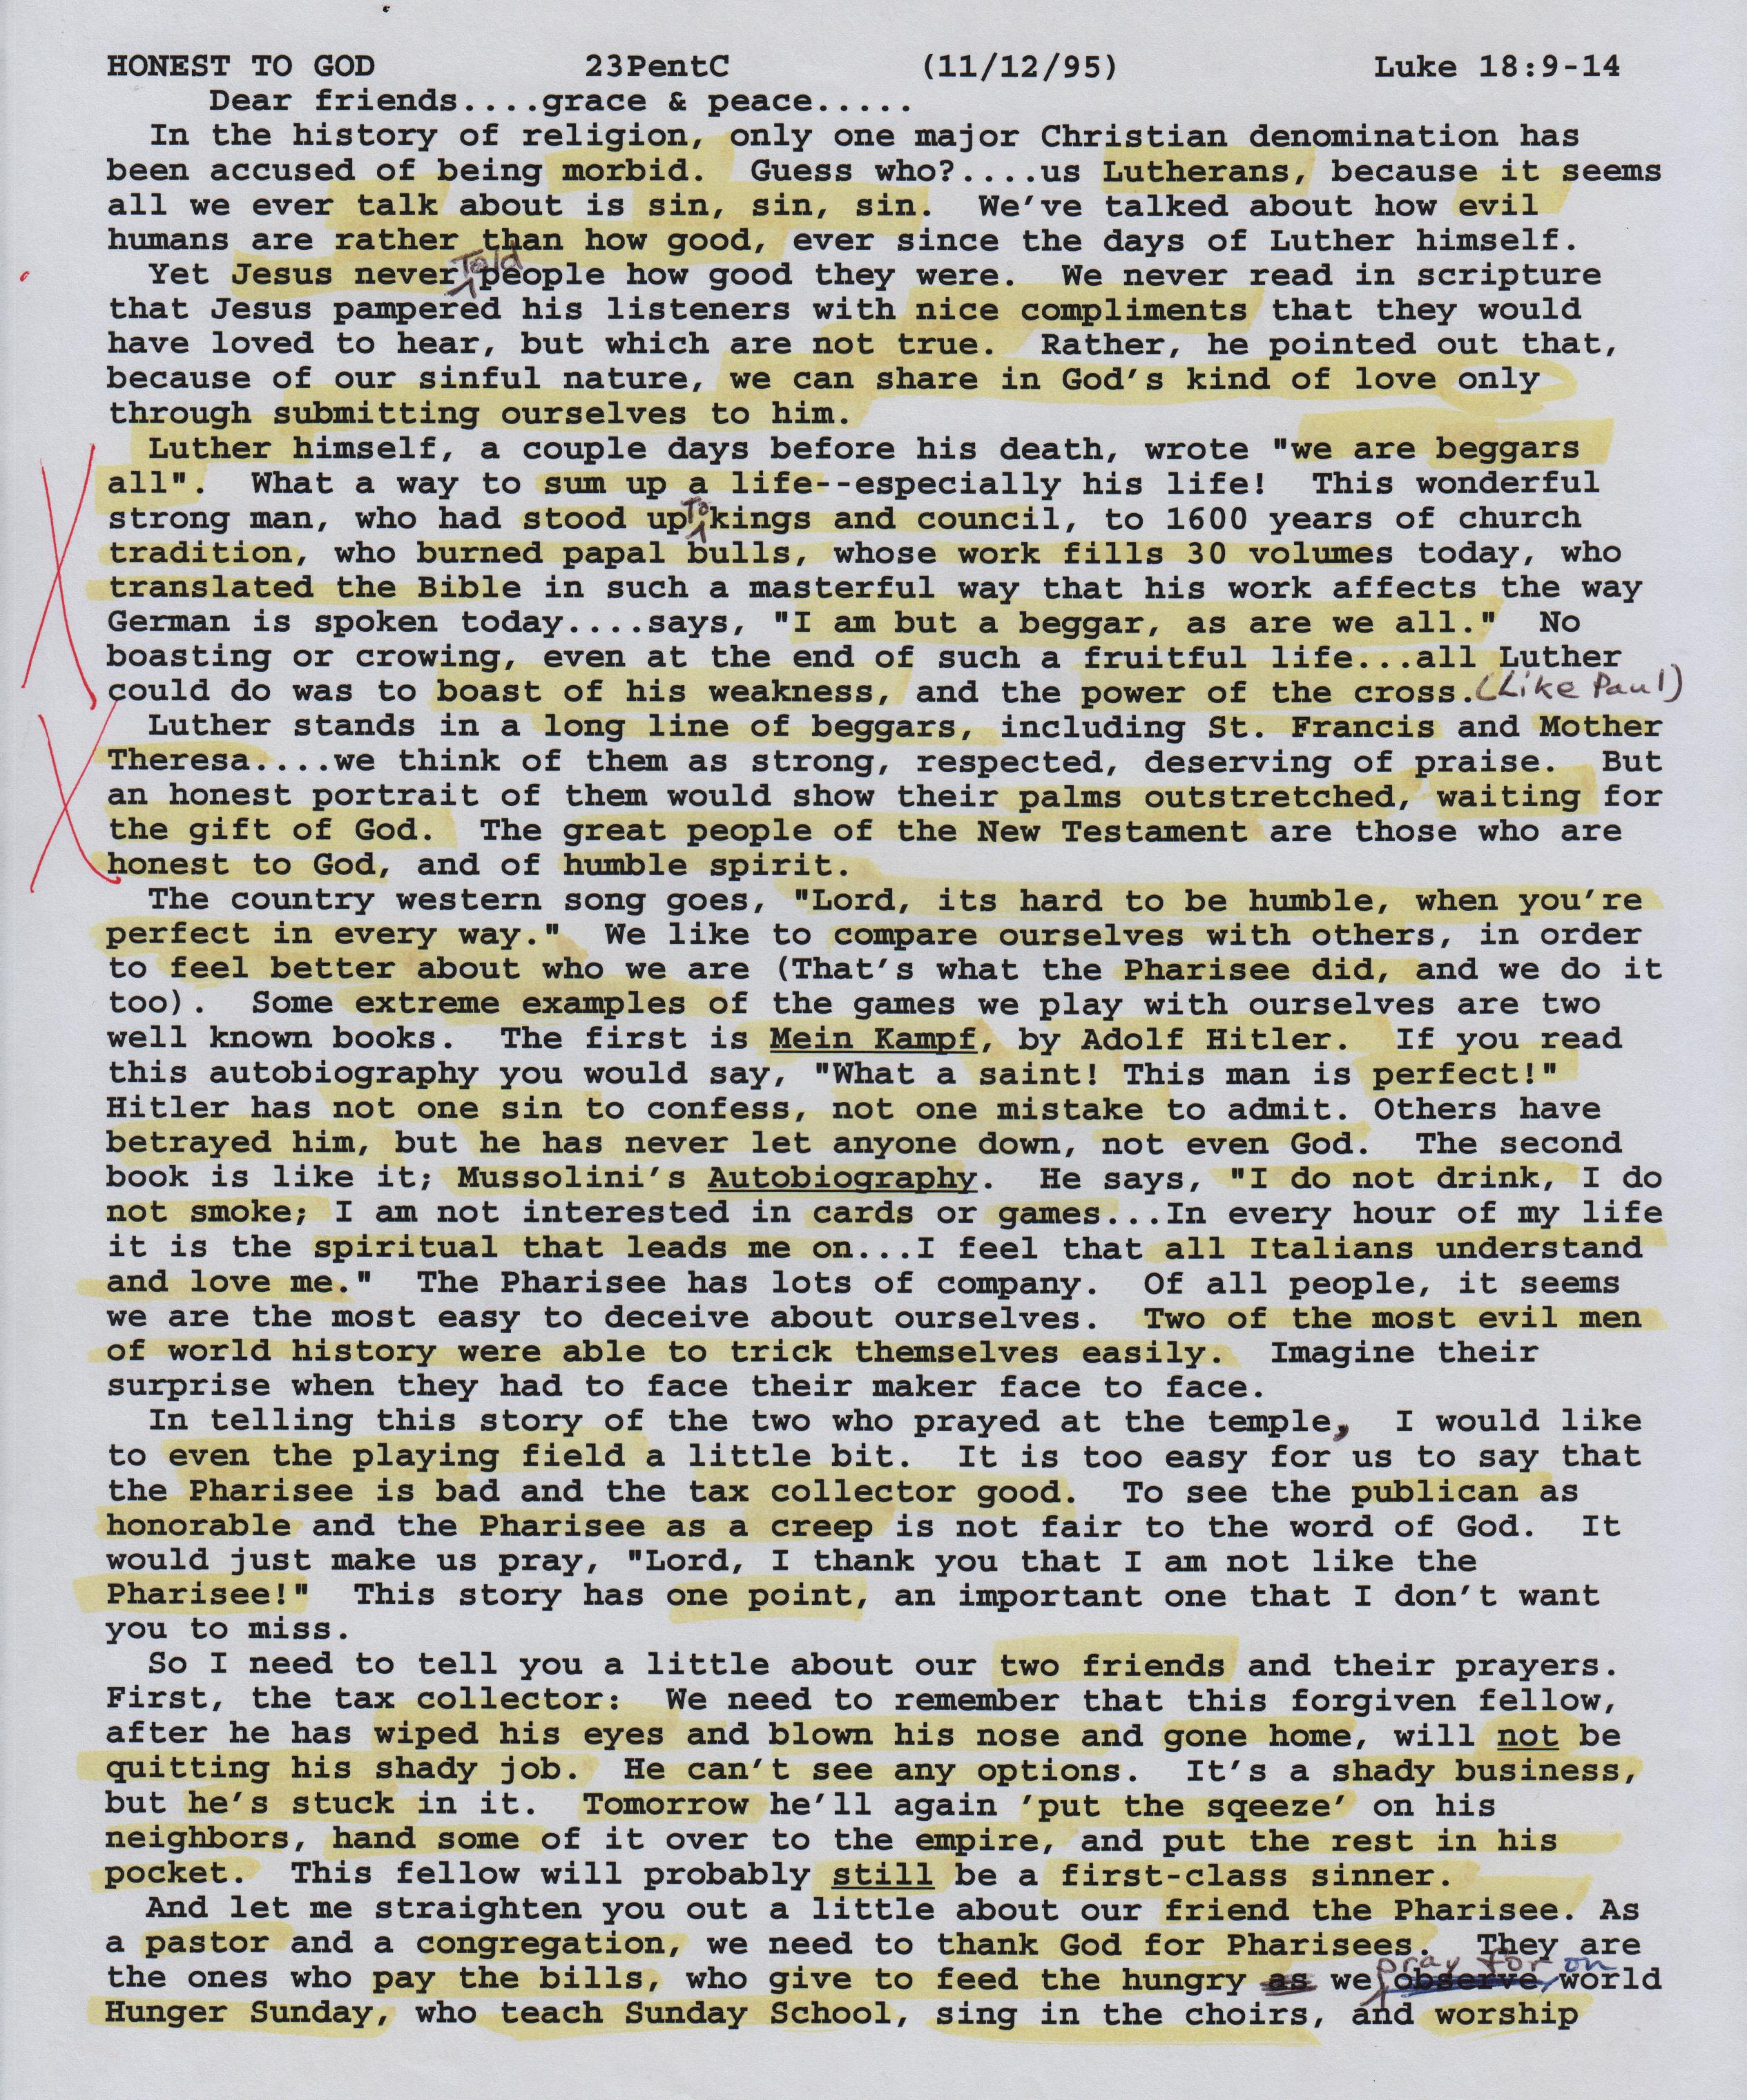 HONEST TO GOD 23PentC (11/12/95) Luke 18:9-14
Dear friends....grace & peace.....
In the history of religion, only one major Christian denomination has
been accused of being morbid. Guess who?....us Lutherans, because it seems
all we ever talk about is sin, sin, sin. We've talked about how evil
humans are rather than how good, ever since the days of Luther himself.
Yet Jesus never Told people how good they were. We never read in scripture
that Jesus pampered his listeners with nice compliments that they would
have loved to hear, but which are not true. Rather, he pointed out that,
because of our sinful nature, we can share in God's kind of love only
through submitting ourselves to him.
Luther himself, a couple days before his death, wrote "we are beggars
all". What a way to sum up a life--especially his life! This wonderful
strong man, who had stood up To kings and council, to 1600 years of church
tradition, who burned papal bulls, whose work fills 30 volumes today, who
translated the Bible in such a masterful way that his work affects the way
German is spoken today....says, "I am but a beggar, as are we all." No
boasting or crowing, even at the end of such a fruitful life...all Luther
could do was to boast of his weakness, and the power of the cross. (Like Paul)
Luther stands in a long line of beggars, including St. Francis and Mother
Theresa....we think of them as strong, respected, deserving of praise. But
an honest portrait of them would show their palms outstretched, waiting for
the gift of God. The great people of the New Testament are those who are
honest to God, and of humble spirit.
The country western song goes, "Lord, its hard to be humble, when you're
perfect in every way." We like to compare ourselves with others, in order
to feel better about who we are (That's what the Pharisee did, and we do it
too). Some extreme examples of the games we play with ourselves are two
well known books. The first is Mein Kampf, by Adolf Hitler. If you read
this autobiography you would say, "What a saint! This man is perfect!"
Hitler has not one sin to confess, not one mistake to admit. Others have
betrayed him, but he has never let anyone down, not even God. The second
book is like it; Mussolini's Autobiography. He says, "I do not drink, I do
not smoke; I am not interested in cards or games...In every hour of my life
it is the spiritual that leads me on...I feel that all Italians understand
and love me." The Pharisee has lots of company. Of all people, it seems
we are the most easy to deceive about ourselves. Two of the most evil men
of world history were able to trick themselves easily. Imagine their
surprise when they had to face their maker face to face.
In telling this story of the two who prayed at the temple, I would like
to even the playing field a little bit. It is too easy for us to say that
the Pharisee is bad and the tax collector good. To see the publican as
honorable and the Pharisee as a creep is not fair to the word of God. It
would just make us pray, "Lord, I thank you that I am not like the
Pharisee!" This story has one point, an important one that I don't want
you to miss.
So I need to tell you a little about our two friends and their prayers.
First, the tax collector: We need to remember that this forgiven fellow,
after he has wiped his eyes and blown his nose and gone home, will not be
quitting his shady job. He can't see any options. It's a shady business,
but he's stuck in it. Tomorrow he'll again 'put the sqeeze' on his
neighbors, hand some of it over to the empire, and put the rest in his
pocket. This fellow will probably still be a first-class sinner.
And let me straighten you out a little about our friend the Pharisee. As
a pastor and a congregation, we need to thank God for Pharisees. They are
the ones who pay the bills, who give to feed the hungry as we pray for observe on world
Hunger Sunday, who teach Sunday School, sing in the choirs, and worship